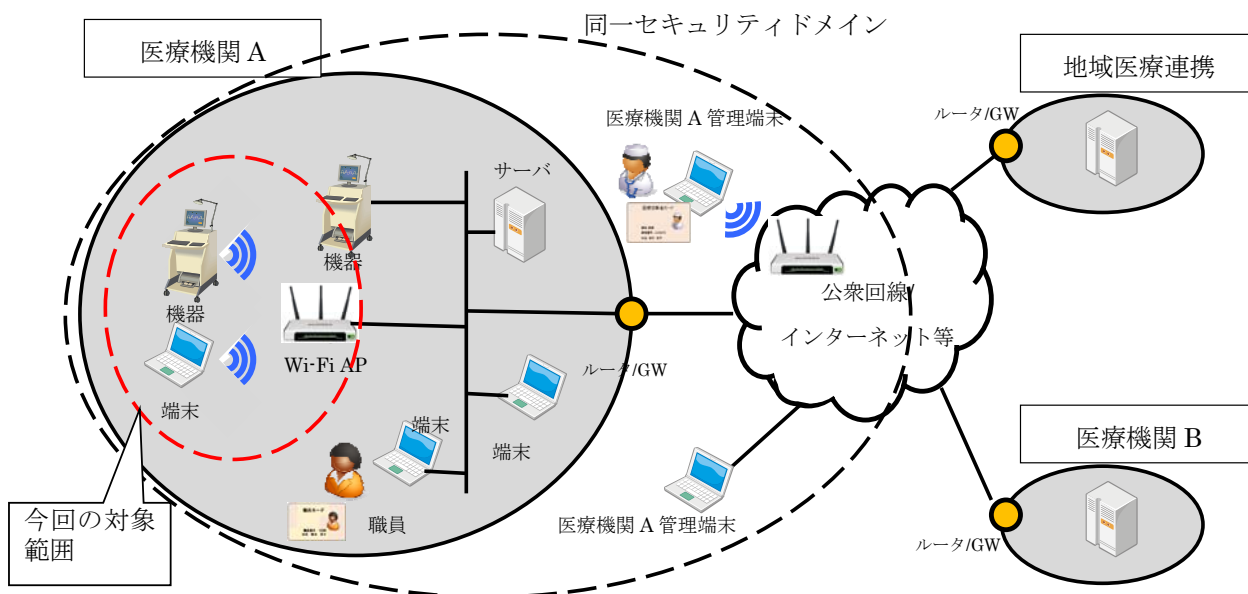 同一セキュリティドメイン
医療機関 A
地域医療連携
ルータ/GW
医療機関 A 管理端末
サーバ
機器
機器
公衆回線/
インターネット等
Wi-Fi AP
ルータ/GW
端末
端末
端末
医療機関 B
今回の対象
範囲
職員
医療機関 A 管理端末
ルータ/GW